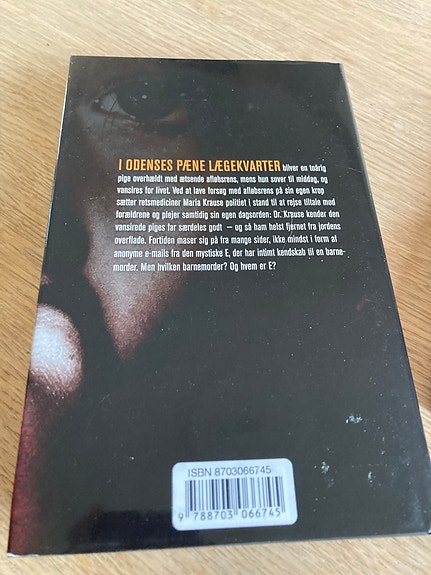 I ODENSES PÆNE LÆGEKVARTER bliver en toårig
pige overhældt med ætsende afløbsrens, mens hun sover til middag, og
vansires for livet. Ved at lave forsøg med afløbsrens på sin egen krop
sætter retsmediciner Maria Krause politiet i stand til at rejse tiltale mod
forældrene og plejer samtidig sin egen dagsorden: Dr. Krause kender den
vansirede piges far særdeles godt – og så ham helst fjernet fra jordens
overflade. Fortiden maser sig på fra mange sider, ikke mindst i form af
anonyme e-mails fra den mystiske E, der har intimt kendskab til en barne-
morder. Men hvilken barnemorder? Og hvem er E?
ISBN 8703066745
9 788703 066745